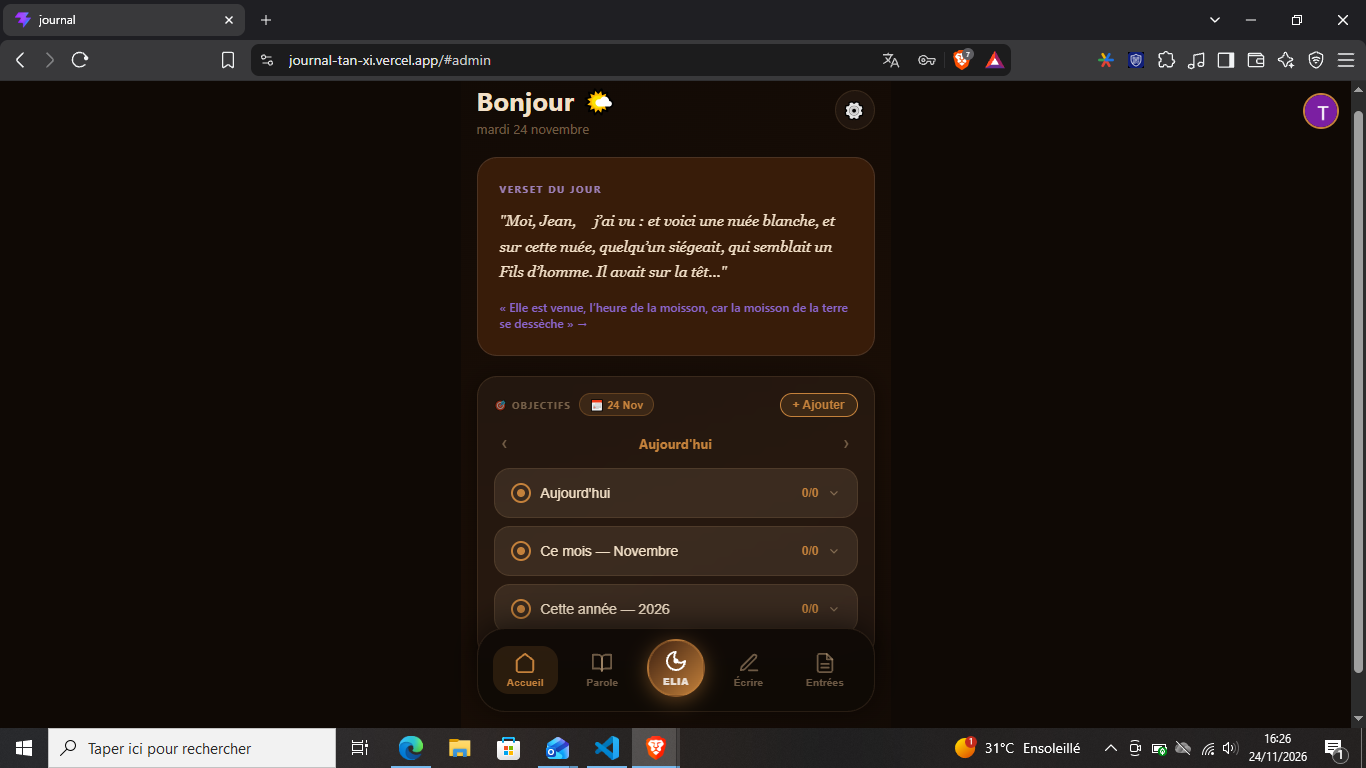 journal
journal-tan-xi.vercel.app/#admin
7
Bonjour
mardi 24 novembre
T
VERSET DU JOUR
"Moi, Jean, j’ai vu : et voici une nuée blanche, et
sur cette nuée, quelqu’un siégeait, qui semblait un
Fils d’homme. Il avait sur la têt..."
« Elle est venue, l’heure de la moisson, car la moisson de la terre
se dessèche » →
OBJECTIFS
24 Nov
+ Ajouter
‹ Aujourd'hui ›
Aujourd'hui 0/0
Ce mois — Novembre 0/0
Cette année — 2026 0/0
ELIA
Accueil Parole Écrire Entrées
Taper ici pour rechercher
1
31°C Ensoleillé
16:26
24/11/2026
1